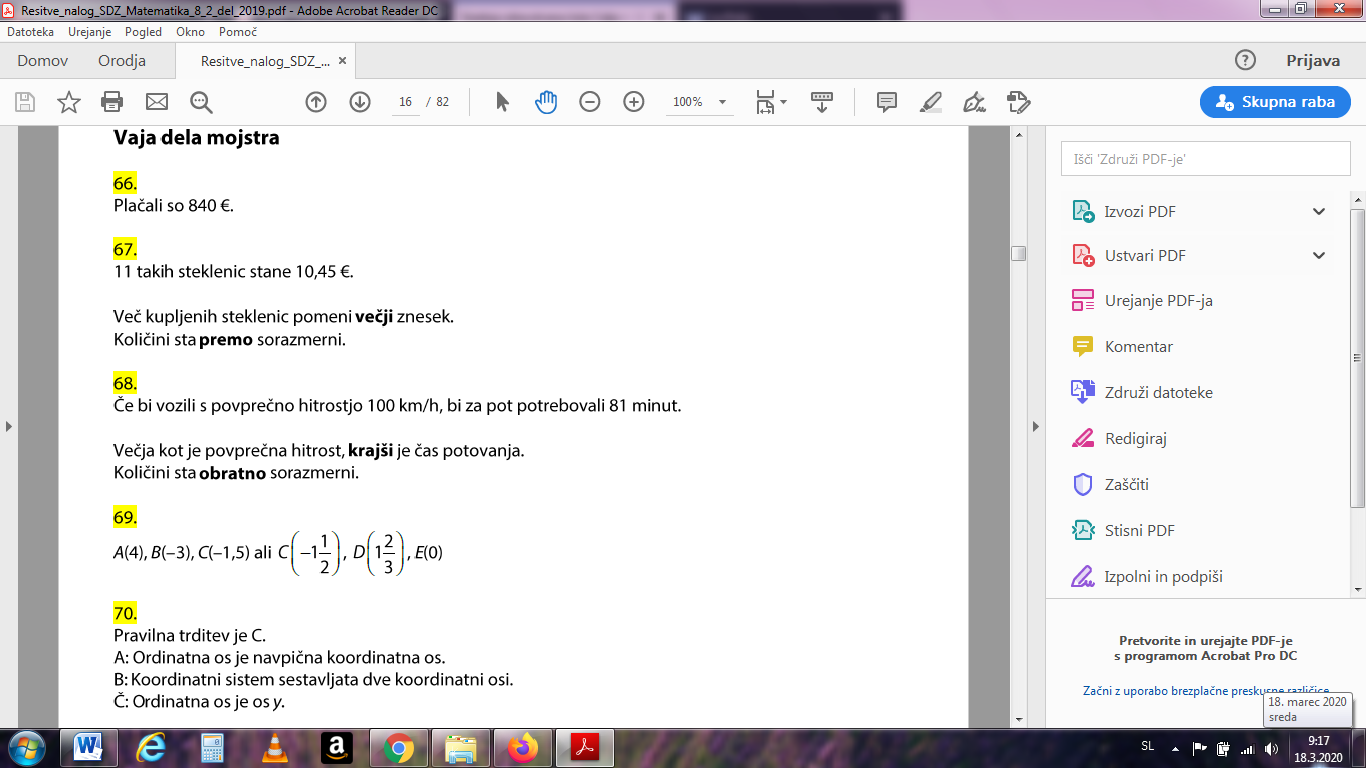 Resitve_nalog_SDZ_Matematika_8_2_del_2019.pdf - Adobe Acrobat Reader DC
Datoteka Urejanje Pogled Okno Pomoč
Domov Orodja Resitve_nalog_SDZ_... × ? Prijava
16 / 82 100% Skupna raba
Vaja dela mojstra
66.
Plačali so 840 €.
67.
11 takih steklenic stane 10,45 €.
Več kupljenih steklenic pomeni večji znesek.
Količini sta premo sorazmerni.
68.
Če bi vozili s povprečno hitrostjo 100 km/h, bi za pot potrebovali 81 minut.
Večja kot je povprečna hitrost, krajši je čas potovanja.
Količini sta obratno sorazmerni.
69.
A(4), B(–3), C(–1,5) ali C(–1 1/2), D(1 2/3), E(0)
70.
Pravilna trditev je C.
A: Ordinatna os je navpična koordinatna os.
B: Koordinatni sistem sestavljata dve koordinatni osi.
Č: Ordinatna os je os y.
Išči 'Združi PDF-je'
Izvozi PDF
Ustvari PDF
Urejanje PDF-ja
Komentar
Združi datoteke
Redigiraj
Zaščiti
Stisni PDF
Izpolni in podpiši
Pretvorite in urejajte PDF-je
s programom Acrobat Pro DC
Začni z uporabo brezplačne preskusne različice
18. marec 2020
sreda
SL 9:17
18.3.2020